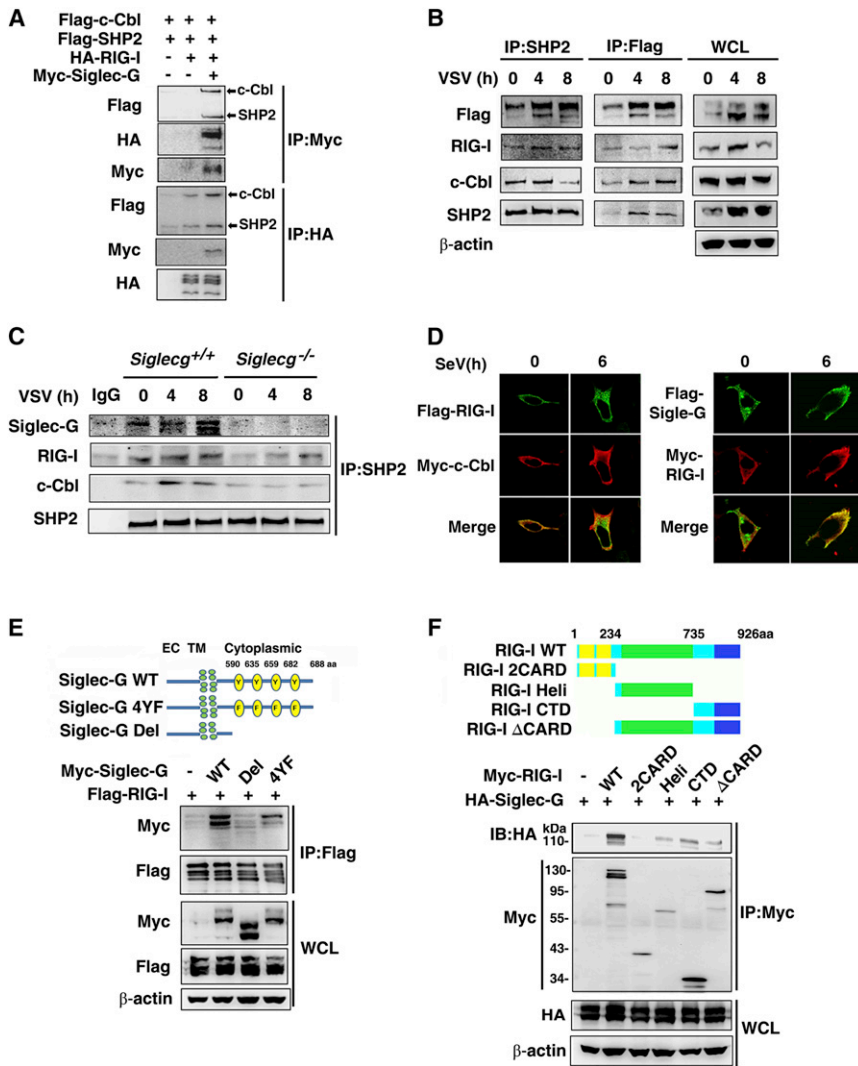 A
Flag-c-Cbl + + +
Flag-SHP2 + + +
HA-RIG-I - + +
Myc-Siglec-G - - +
Flag
c-Cbl
SHP2
HA
Myc
IP:Myc
Flag
c-Cbl
SHP2
Myc
HA
IP:HA
B
IP:SHP2 IP:Flag WCL
VSV (h) 0 4 8 0 4 8 0 4 8
Flag
RIG-I
c-Cbl
SHP2
β-actin
C
Siglecg+/+ Siglecg-/-
VSV (h) IgG 0 4 8 0 4 8
Siglec-G
RIG-I
c-Cbl
SHP2
IP:SHP2
D
SeV(h) 0 6
Flag-RIG-I
Myc-c-Cbl
Merge
0 6
Flag-
Sigle-G
Myc-
RIG-I
Merge
E
EC TM Cytoplasmic
590 635 659 682 688 aa
Siglec-G WT Y Y Y Y
Siglec-G 4YF F F F F
Siglec-G Del
Myc-Siglec-G - WT Del 4YF
Flag-RIG-I + + + +
Myc
Flag
IP:Flag
Myc
Flag
β-actin
WCL
F
1 234 735 926aa
RIG-I WT
RIG-I 2CARD
RIG-I Heli
RIG-I CTD
RIG-I ΔCARD
Myc-RIG-I - WT 2CARD Heli CTD ΔCARD
HA-Siglec-G + + + + + +
IB:HA
kDa
110-
Myc
130-
95-
55-
43-
34-
IP:Myc
HA
β-actin
WCL